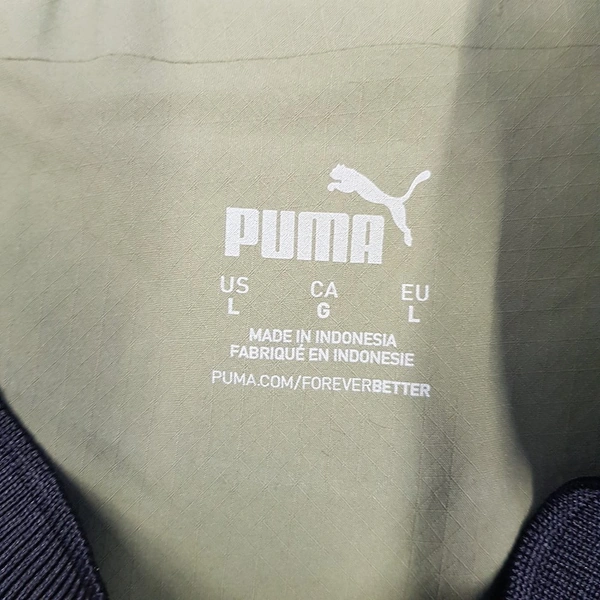 PUMA
US CA EU
L G L
MADE IN INDONESIA
FABRIQUÉ EN INDONESIE
PUMA.COM/FOREVERBETTER